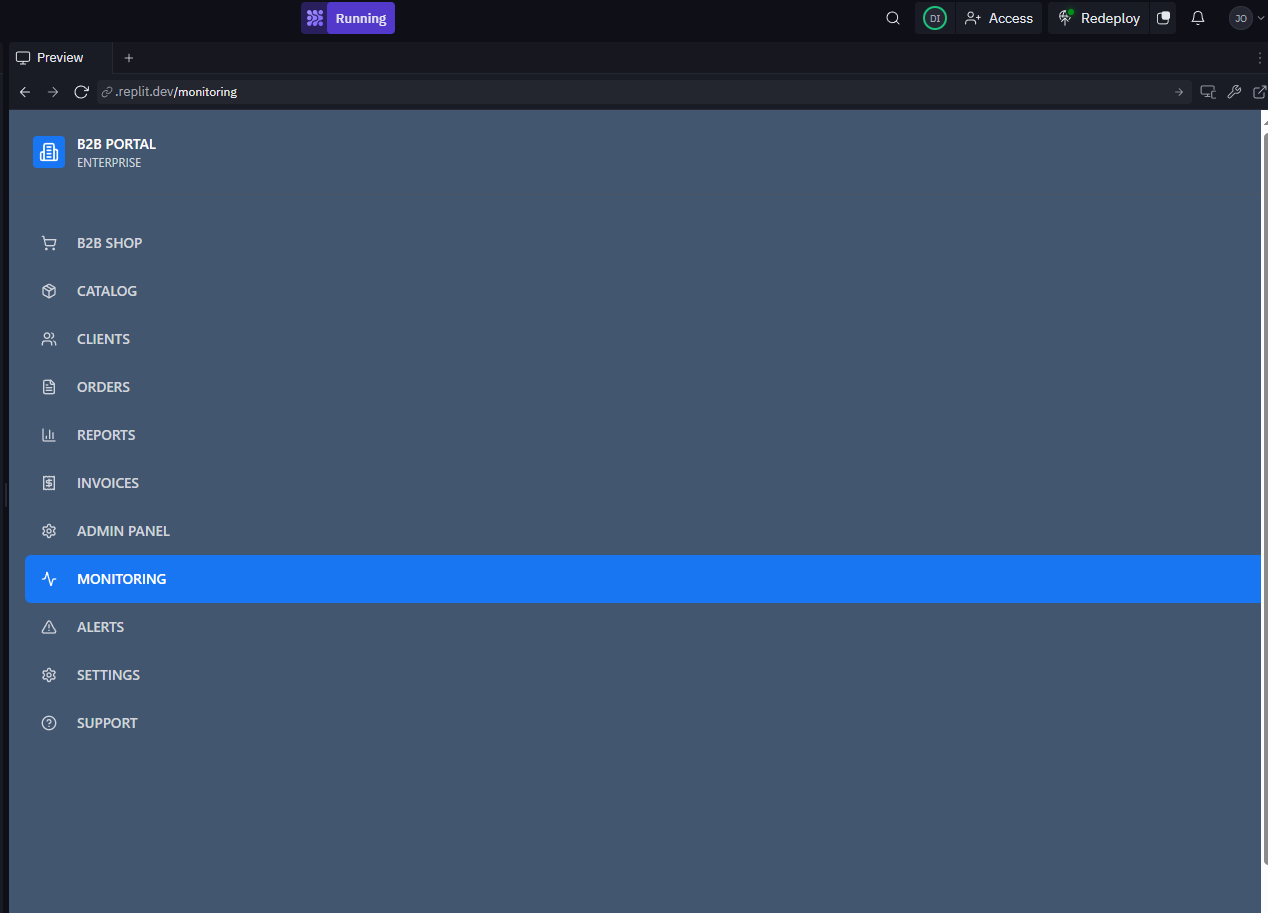 Running
DI
Access
Redeploy
JO
Preview
.replit.dev/monitoring
B2B PORTAL
ENTERPRISE
B2B SHOP
CATALOG
CLIENTS
ORDERS
REPORTS
INVOICES
ADMIN PANEL
MONITORING
ALERTS
SETTINGS
SUPPORT